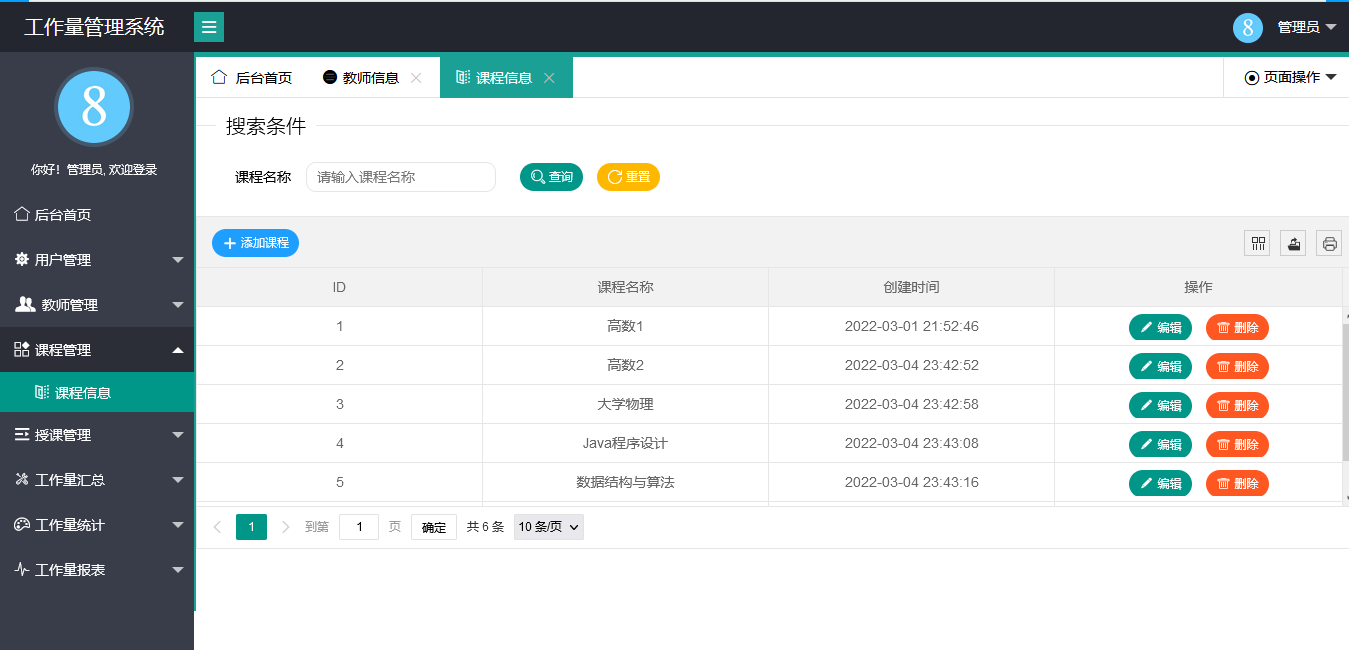 工作量管理系统
8 管理员
8
你好！管理员, 欢迎登录
后台首页
用户管理
教师管理
课程管理
课程信息
授课管理
工作量汇总
工作量统计
工作量报表
后台首页 教师信息 课程信息 页面操作
搜索条件
课程名称 请输入课程名称 查询 重置
添加课程
ID 课程名称 创建时间 操作
1 高数1 2022-03-01 21:52:46 编辑 删除
2 高数2 2022-03-04 23:42:52 编辑 删除
3 大学物理 2022-03-04 23:42:58 编辑 删除
4 Java程序设计 2022-03-04 23:43:08 编辑 删除
5 数据结构与算法 2022-03-04 23:43:16 编辑 删除
1 到第 1 页 确定 共 6 条 10 条/页